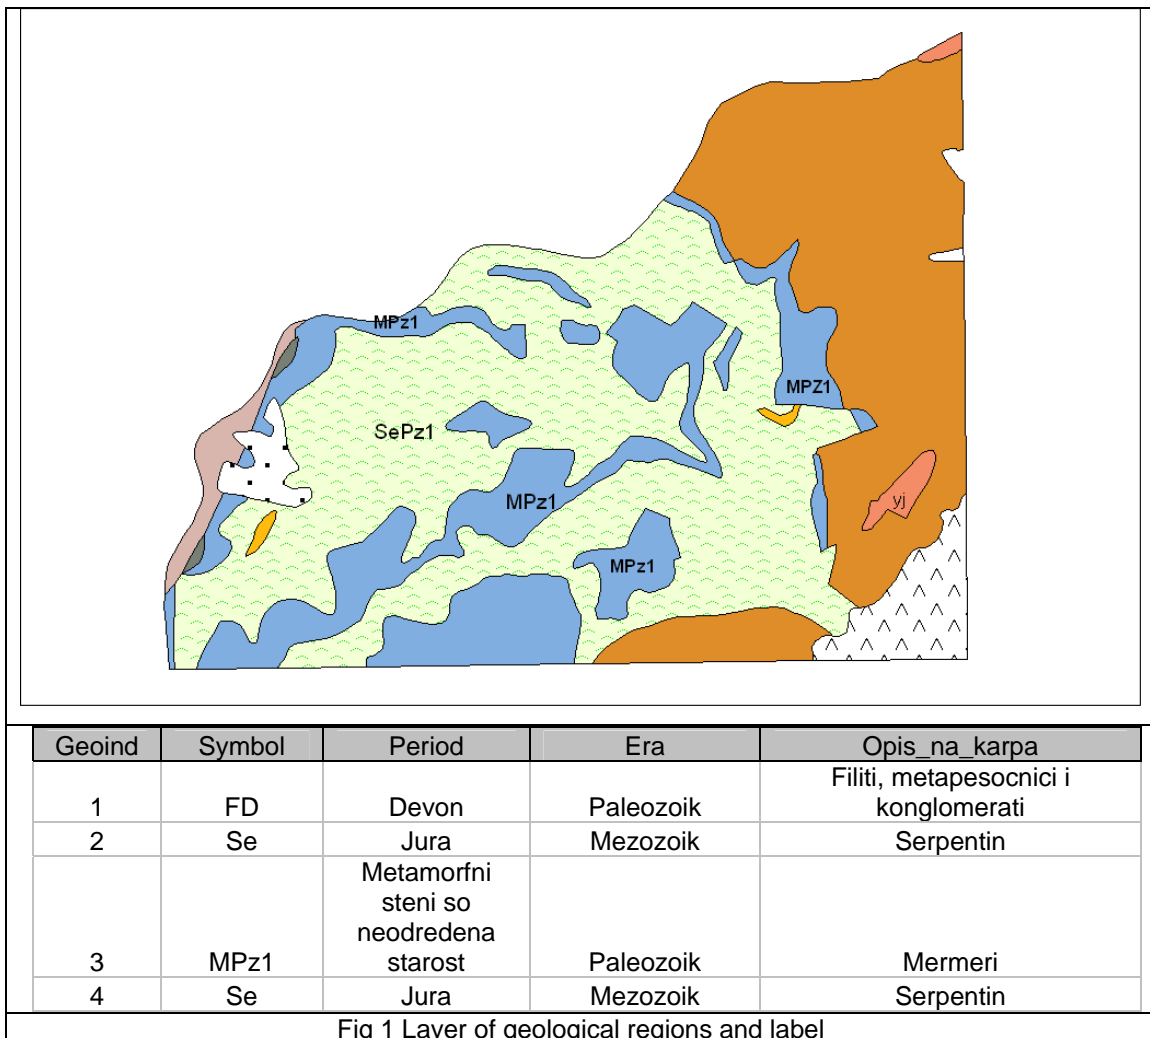 MPz1
MPZ1
SePz1
MPz1
yj
MPz1
Geoind Symbol Period Era Opis_na_karpa
1 FD Devon Paleozoik Filiti, metapesocnici i
konglomerati
2 Se Jura Mezozoik Serpentin
3 MPz1 Metamorfni
steni so
neodredena
starost Paleozoik Mermeri
4 Se Jura Mezozoik Serpentin
Fig 1 Layer of geological regions and label